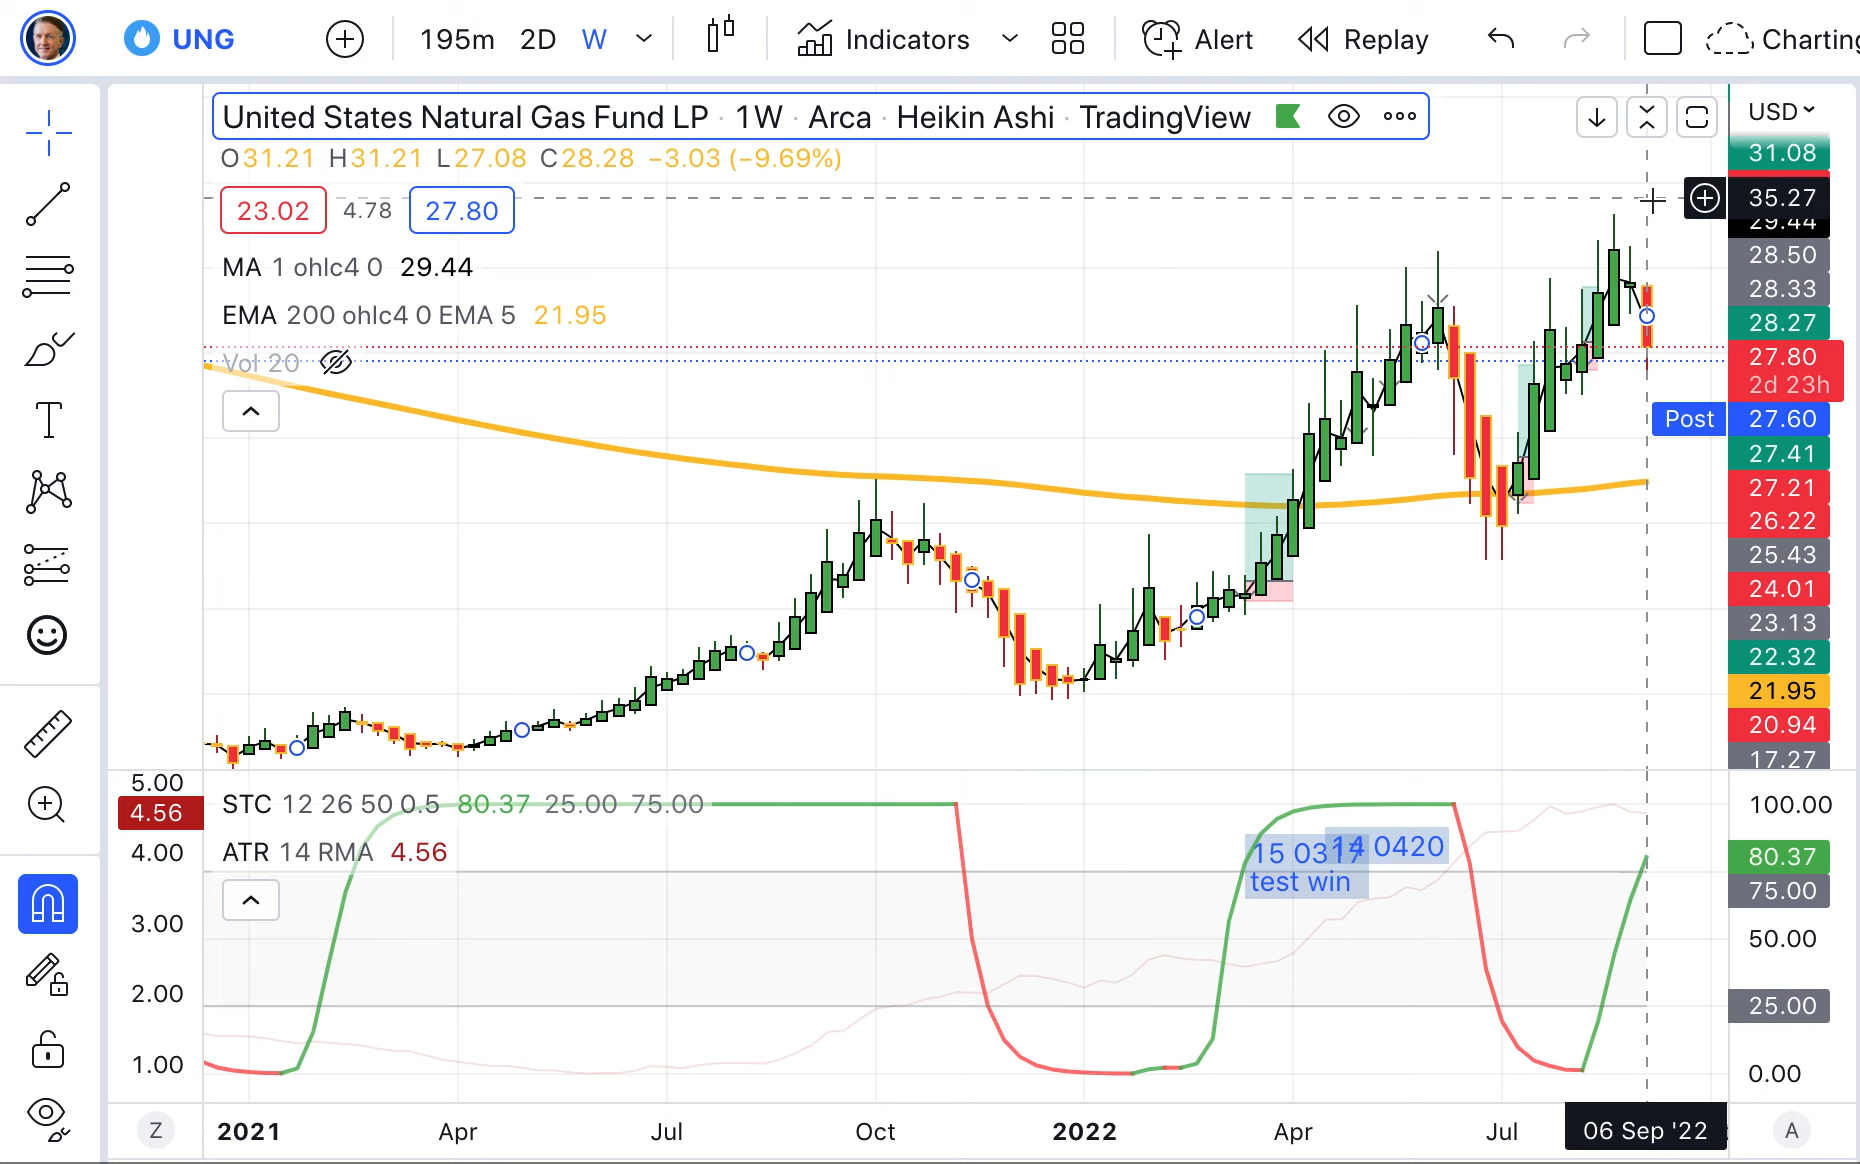 UNG
195m 2D W
Indicators
Alert
Replay
Charting
United States Natural Gas Fund LP · 1W · Arca · Heikin Ashi · TradingView
USD
O31.21 H31.21 L27.08 C28.28 −3.03 (−9.69%)
23.02 4.78 27.80
MA 1 ohlc4 0 29.44
EMA 200 ohlc4 0 EMA 5 21.95
Vol 20
31.08
35.27
29.44
28.50
28.33
28.27
27.80
2d 23h
Post 27.60
27.41
27.21
26.22
25.43
24.01
23.13
22.32
21.95
20.94
17.27
STC 12 26 50 0.5 80.37 25.00 75.00
ATR 14 RMA 4.56
5.00
4.56
4.00
3.00
2.00
1.00
15 0317
14 0420
test win
100.00
80.37
75.00
50.00
25.00
0.00
Z
2021 Apr Jul Oct 2022 Apr Jul 06 Sep '22
A